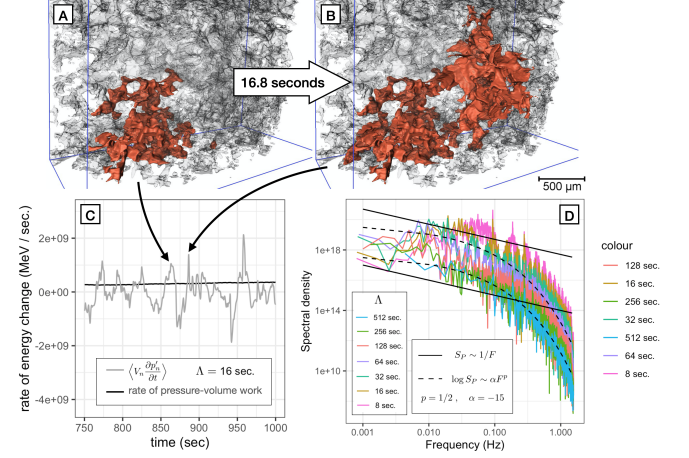 A
B
16.8 seconds
500 μm
C
rate of energy change (MeV / sec.)
2e+09
0e+00
-2e+09
-4e+09
⟨Vₙ ∂p′ₙ/∂t⟩ Λ = 16 sec.
rate of pressure-volume work
750
800
850
900
950
1000
time (sec)
D
Spectral density
1e+18
1e+14
1e+10
Λ
512 sec.
256 sec.
128 sec.
64 sec.
32 sec.
16 sec.
8 sec.
S_P ∼ 1/F
log S_P ∼ αF^p
p = 1/2 , α = −15
0.001
0.010
0.100
1.000
Frequency (Hz)
colour
128 sec.
16 sec.
256 sec.
32 sec.
512 sec.
64 sec.
8 sec.